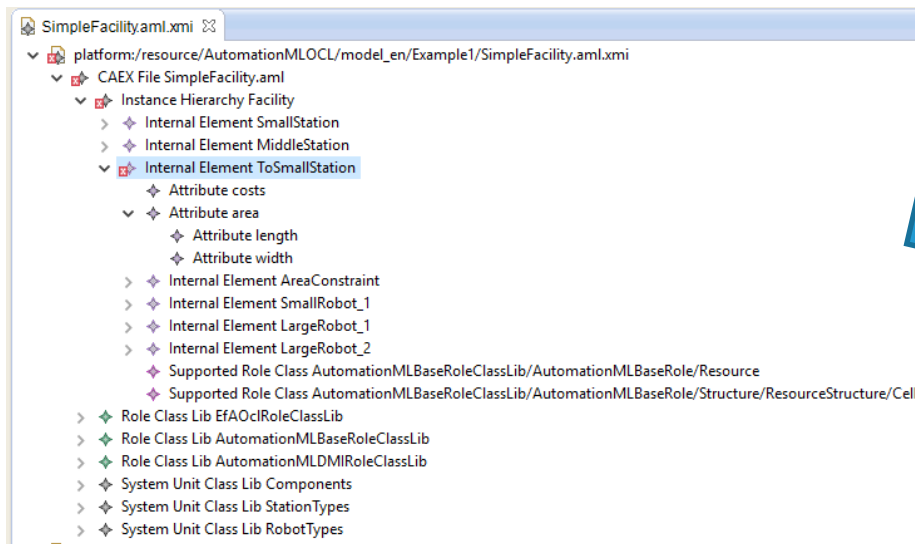 SimpleFacility.aml.xmi
platform:/resource/AutomationMLOCL/model_en/Example1/SimpleFacility.aml.xmi
CAEX File SimpleFacility.aml
Instance Hierarchy Facility
Internal Element SmallStation
Internal Element MiddleStation
Internal Element ToSmallStation
Attribute costs
Attribute area
Attribute length
Attribute width
Internal Element AreaConstraint
Internal Element SmallRobot_1
Internal Element LargeRobot_1
Internal Element LargeRobot_2
Supported Role Class AutomationMLBaseRoleClassLib/AutomationMLBaseRole/Resource
Supported Role Class AutomationMLBaseRoleClassLib/AutomationMLBaseRole/Structure/ResourceStructure/Cell
Role Class Lib EfAOclRoleClassLib
Role Class Lib AutomationMLBaseRoleClassLib
Role Class Lib AutomationMLDMIRoleClassLib
System Unit Class Lib Components
System Unit Class Lib StationTypes
System Unit Class Lib RobotTypes